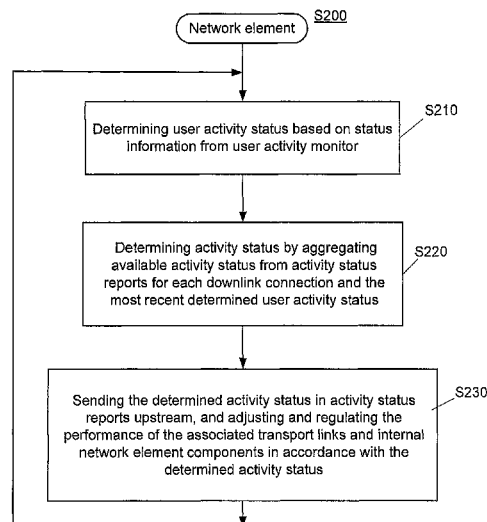 Network element
S200
Determining user activity status based on status
information from user activity monitor
S210
Determining activity status by aggregating
available activity status from activity status
reports for each downlink connection and the
most recent determined user activity status
S220
Sending the determined activity status in activity status
reports upstream, and adjusting and regulating the
performance of the associated transport links and internal
network element components in accordance with the
determined activity status
S230